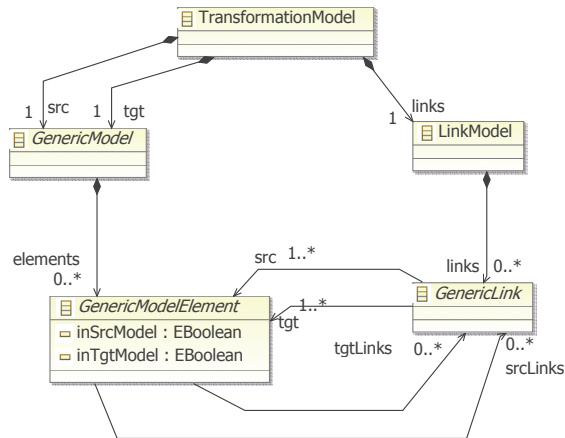 TransformationModel
src
1
1
tgt
links
1
GenericModel
LinkModel
elements
0..*
src 1..*
links 0..*
GenericModelElement
inSrcModel : EBoolean
inTgtModel : EBoolean
1..*
tgt
GenericLink
tgtLinks
0..*
0..*
srcLinks